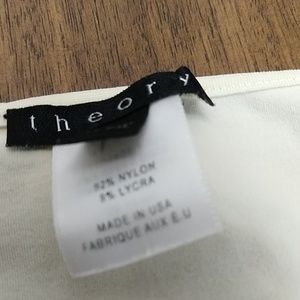 theory
92% NYLON
8% LYCRA
MADE IN USA
FABRIQUE AUX E.U